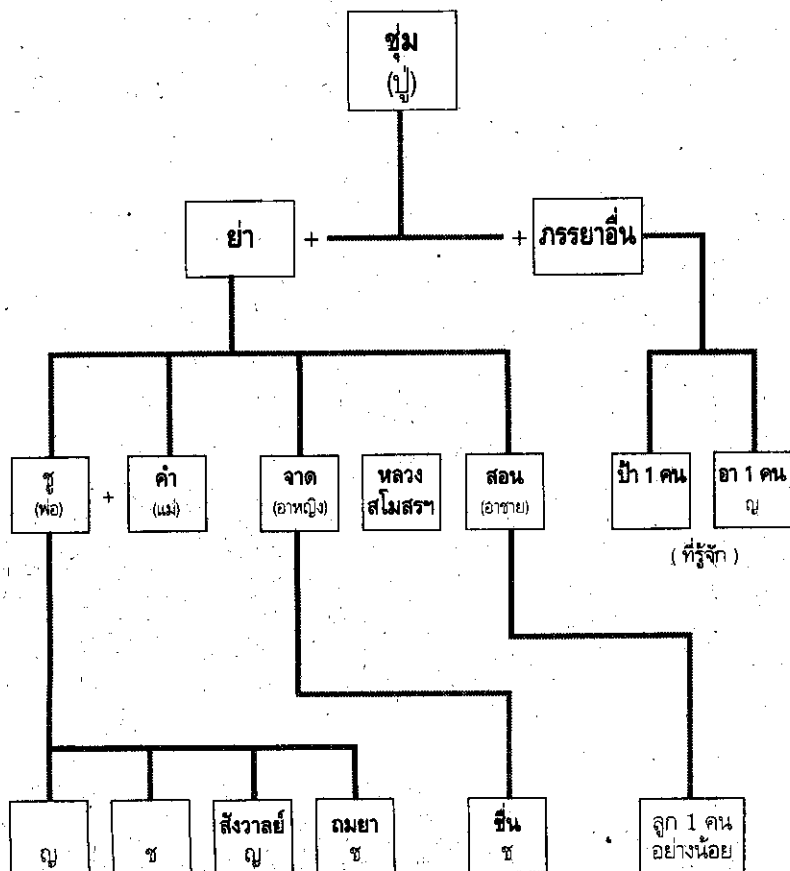 ชุ่ม
(ปู่)
ย่า + + ภรรยาอื่น
ชู
(พ่อ)
+
คำ
(แม่)
จาด
(อาหญิง)
หลวง
สโมสรฯ
สอน
(อาชาย)
ป้า 1 คน
อา 1 คน
ญ
(ที่รู้จัก)
ญ
ช
สังวาลย์
ญ
ถมยา
ช
ชื่น
ช
ลูก 1 คน
อย่างน้อย